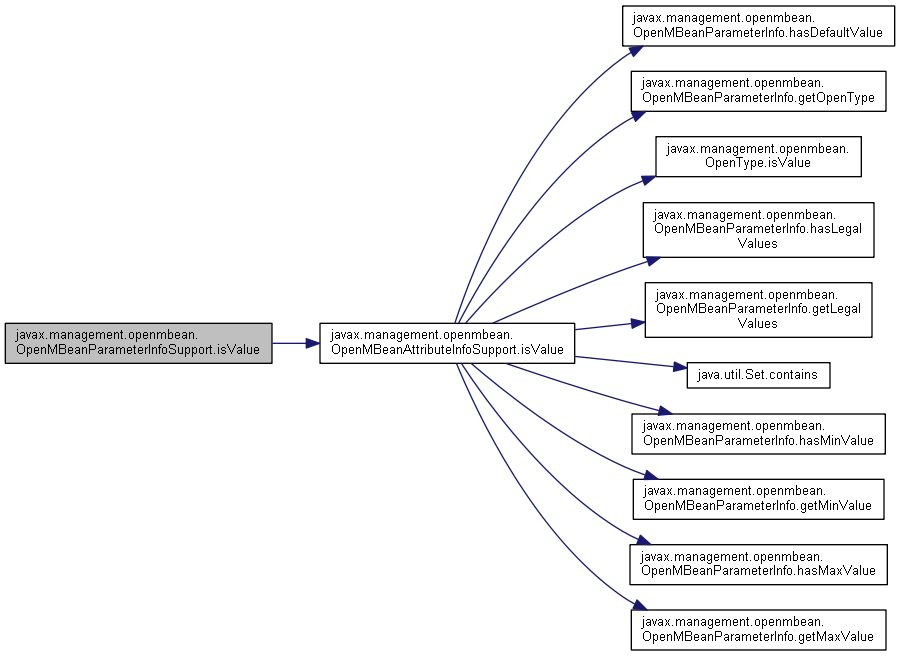 javax.management.openmbean.
OpenMBeanParameterInfoSupport.isValue
javax.management.openmbean.
OpenMBeanAttributeInfoSupport.isValue
javax.management.openmbean.
OpenMBeanParameterInfo.hasDefaultValue
javax.management.openmbean.
OpenMBeanParameterInfo.getOpenType
javax.management.openmbean.
OpenType.isValue
javax.management.openmbean.
OpenMBeanParameterInfo.hasLegal
Values
javax.management.openmbean.
OpenMBeanParameterInfo.getLegal
Values
java.util.Set.contains
javax.management.openmbean.
OpenMBeanParameterInfo.hasMinValue
javax.management.openmbean.
OpenMBeanParameterInfo.getMinValue
javax.management.openmbean.
OpenMBeanParameterInfo.hasMaxValue
javax.management.openmbean.
OpenMBeanParameterInfo.getMaxValue